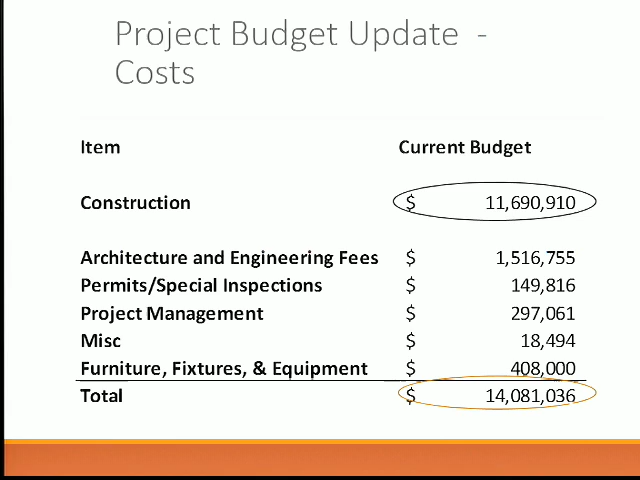 Project Budget Update -
Costs
Item Current Budget
Construction $ 11,690,910
Architecture and Engineering Fees $ 1,516,755
Permits/Special Inspections $ 149,816
Project Management $ 297,061
Misc $ 18,494
Furniture, Fixtures, & Equipment $ 408,000
Total $ 14,081,036